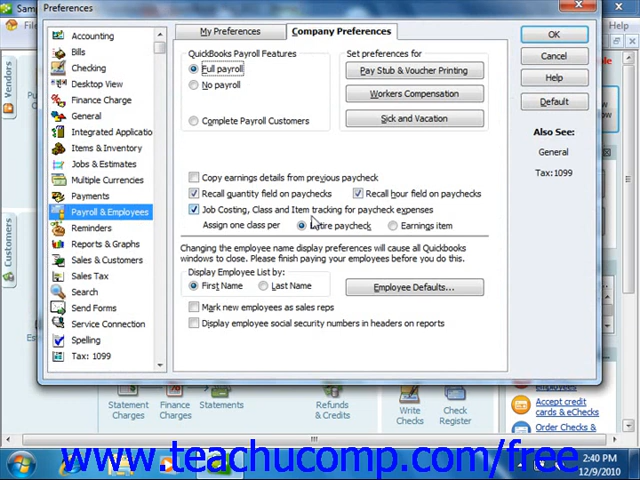 Sam
Preferences
File
Vendors
Customers
Accounting
Bills
Checking
Desktop View
Finance Charge
General
Integrated Applicatio
Items & Inventory
Jobs & Estimates
Multiple Currencies
Payments
Payroll & Employees
Reminders
Reports & Graphs
Sales & Customers
Sales Tax
Search
Send Forms
Service Connection
Spelling
Tax: 1099
My Preferences
Company Preferences
QuickBooks Payroll Features
Full payroll
No payroll
Complete Payroll Customers
Set preferences for
Pay Stub & Voucher Printing
Workers Compensation
Sick and Vacation
Copy earnings details from previous paycheck
Recall quantity field on paychecks
Recall hour field on paychecks
Job Costing, Class and Item tracking for paycheck expenses
Assign one class per
Entire paycheck
Earnings item
Changing the employee name display preferences will cause all Quickbooks
windows to close. Please finish paying your employees before you do this.
Display Employee List by:
First Name
Last Name
Employee Defaults...
Mark new employees as sales reps
Display employee social security numbers in headers on reports
OK
Cancel
Help
Default
Also See:
General
Tax: 1099
Statement
Charges
Finance
Charges
Statements
Refunds
& Credits
Write
Checks
Check
Register
Employees
Accept credit
cards & eChecks
Order Checks &
www.teachucomp.com/free
2:40 PM
12/9/2010